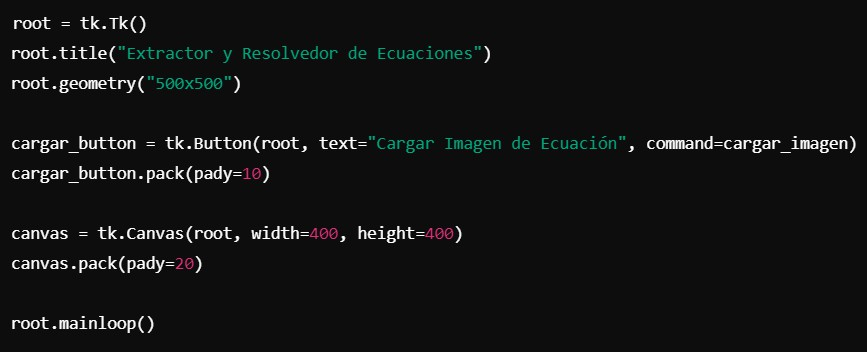 root = tk.Tk()
root.title("Extractor y Resolvedor de Ecuaciones")
root.geometry("500x500")
cargar_button = tk.Button(root, text="Cargar Imagen de Ecuación", command=cargar_imagen)
cargar_button.pack(pady=10)
canvas = tk.Canvas(root, width=400, height=400)
canvas.pack(pady=20)
root.mainloop()